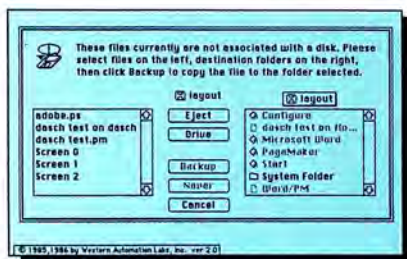 These files currently are not associated with a disk. Please
select files on the left, destination folders on the right,
then click Backup to copy the file to the folder selected.
layout
layout
adobe.ps
dasch test on dasch
dasch test.pm
Screen 0
Screen 1
Screen 2
Eject
Drive
Backup
Never
Cancel
Configure
dasch test on flo...
Microsoft Word
PageMaker
Start
System Folder
Word/PM
© 1985,1986 by Western Automation Labs, Inc. ver 2.0